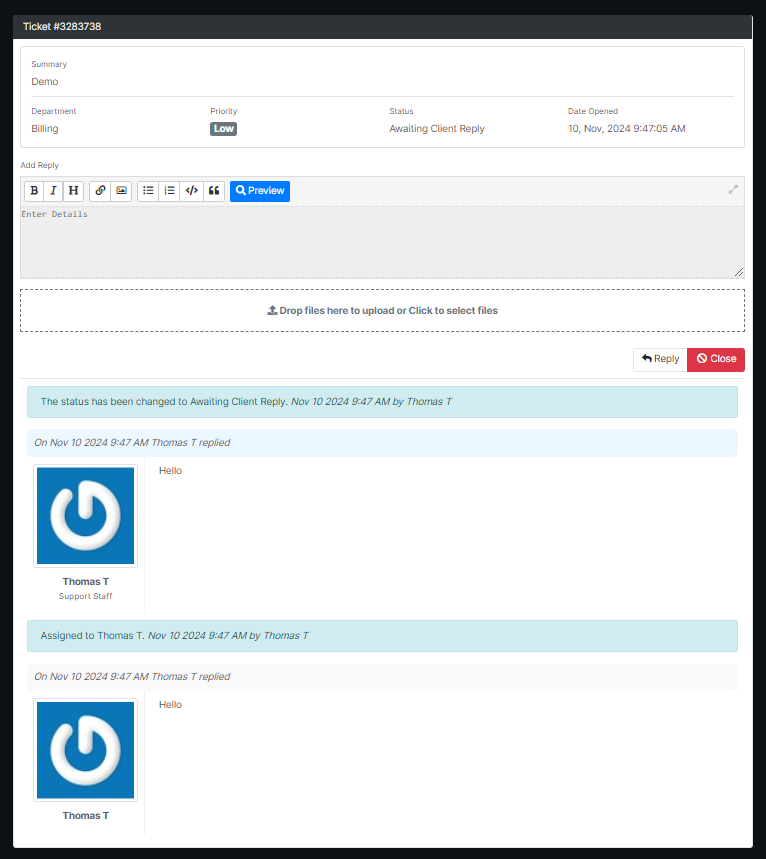 Ticket #3283738
Summary
Demo
Department Priority Status Date Opened
Billing Low Awaiting Client Reply 10, Nov, 2024 9:47:05 AM
Add Reply
B I H Preview
Enter Details
Drop files here to upload or Click to select files
Reply Close
The status has been changed to Awaiting Client Reply. Nov 10 2024 9:47 AM by Thomas T
On Nov 10 2024 9:47 AM Thomas T replied
Hello
Thomas T
Support Staff
Assigned to Thomas T. Nov 10 2024 9:47 AM by Thomas T
On Nov 10 2024 9:47 AM Thomas T replied
Hello
Thomas T